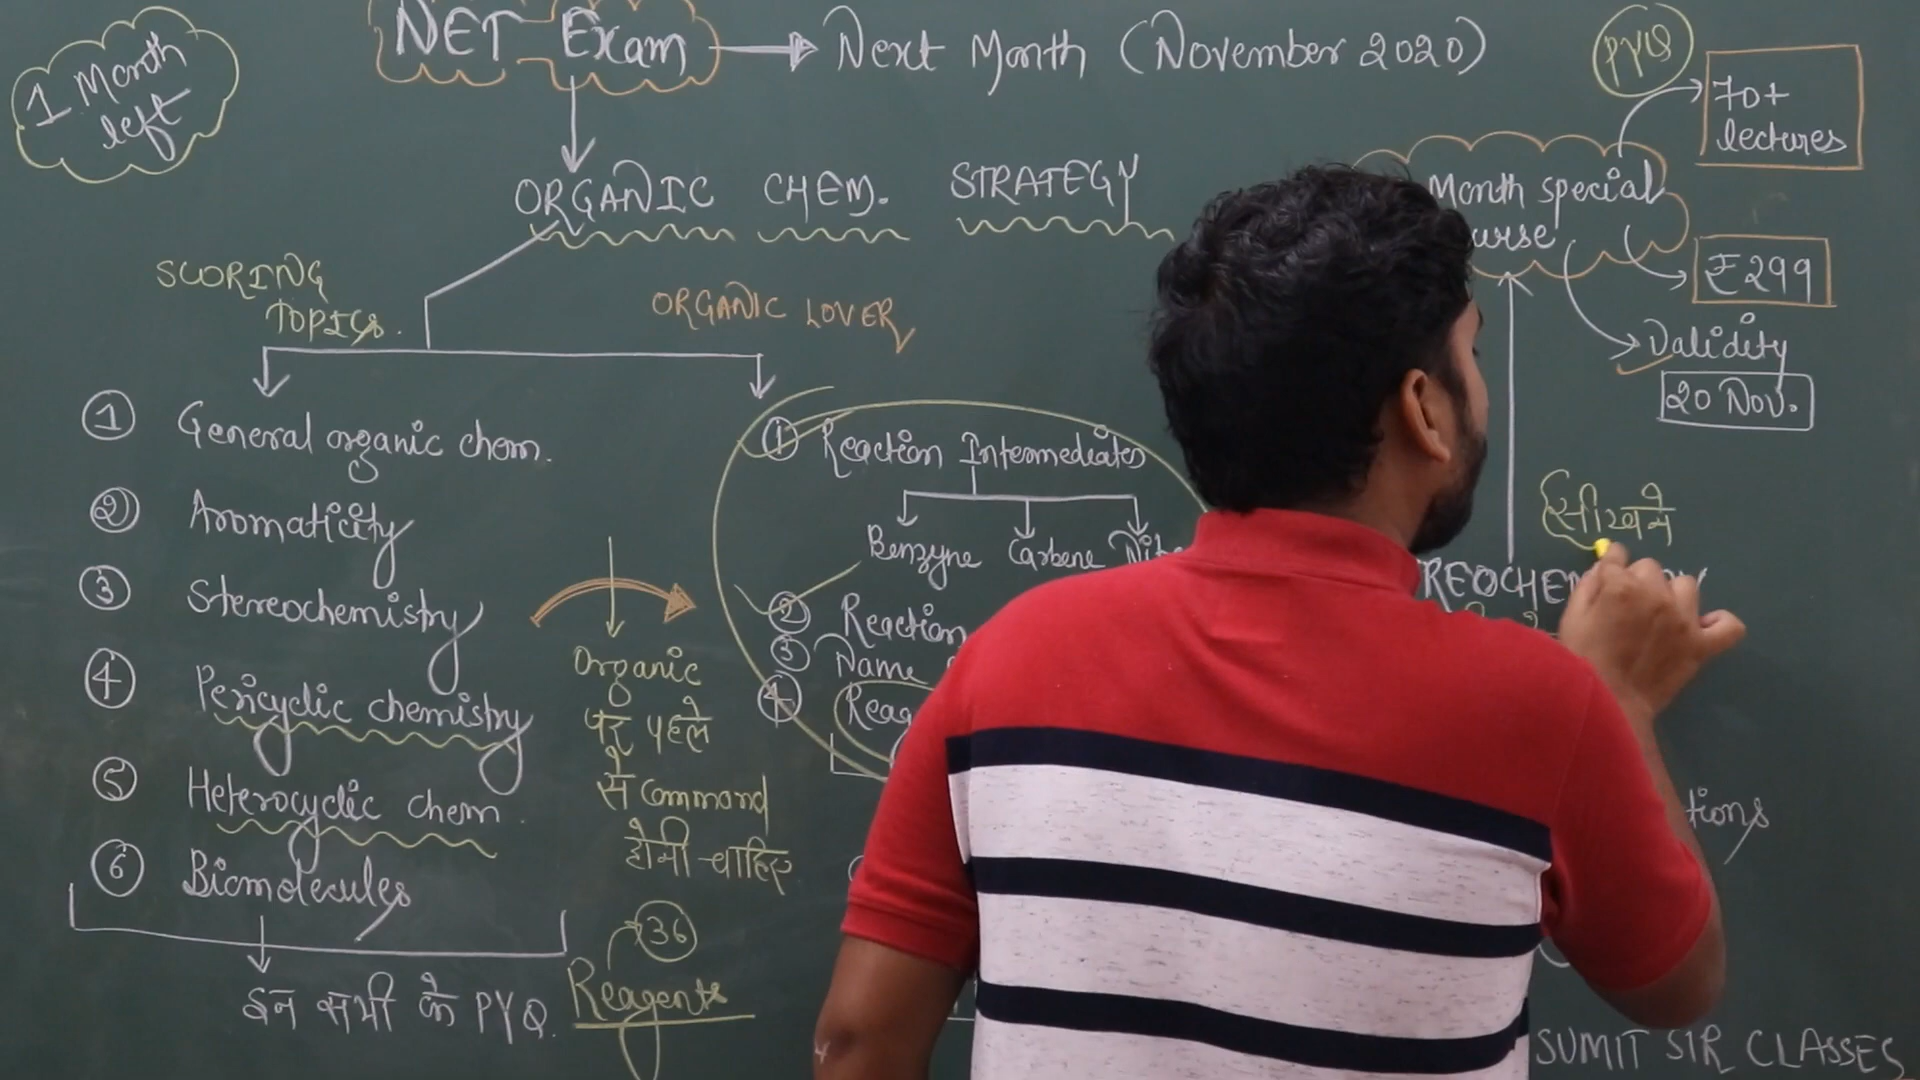 1 Month
left
NET Exam → Next Month (November 2020)
PYQ
70+
lectures
ORGANIC CHEM. STRATEGY
Month special
urse
₹299
Validity
20 Nov.
SCORING
TOPICS.
ORGANIC LOVER
① General organic chem.
② Aromaticity
③ Stereochemistry
④ Pericyclic chemistry
⑤ Heterocyclic chem.
⑥ Biomolecules
इन सभी के PYQ.
Organic
पर पहले
से Command
होनी चाहिए
36
Reagents
① Reaction Intermediates
Benzyne Carbene Nit
② Reaction
③ Name
④ Reag
REOCHEM
tions
SUMIT SIR CLASSES